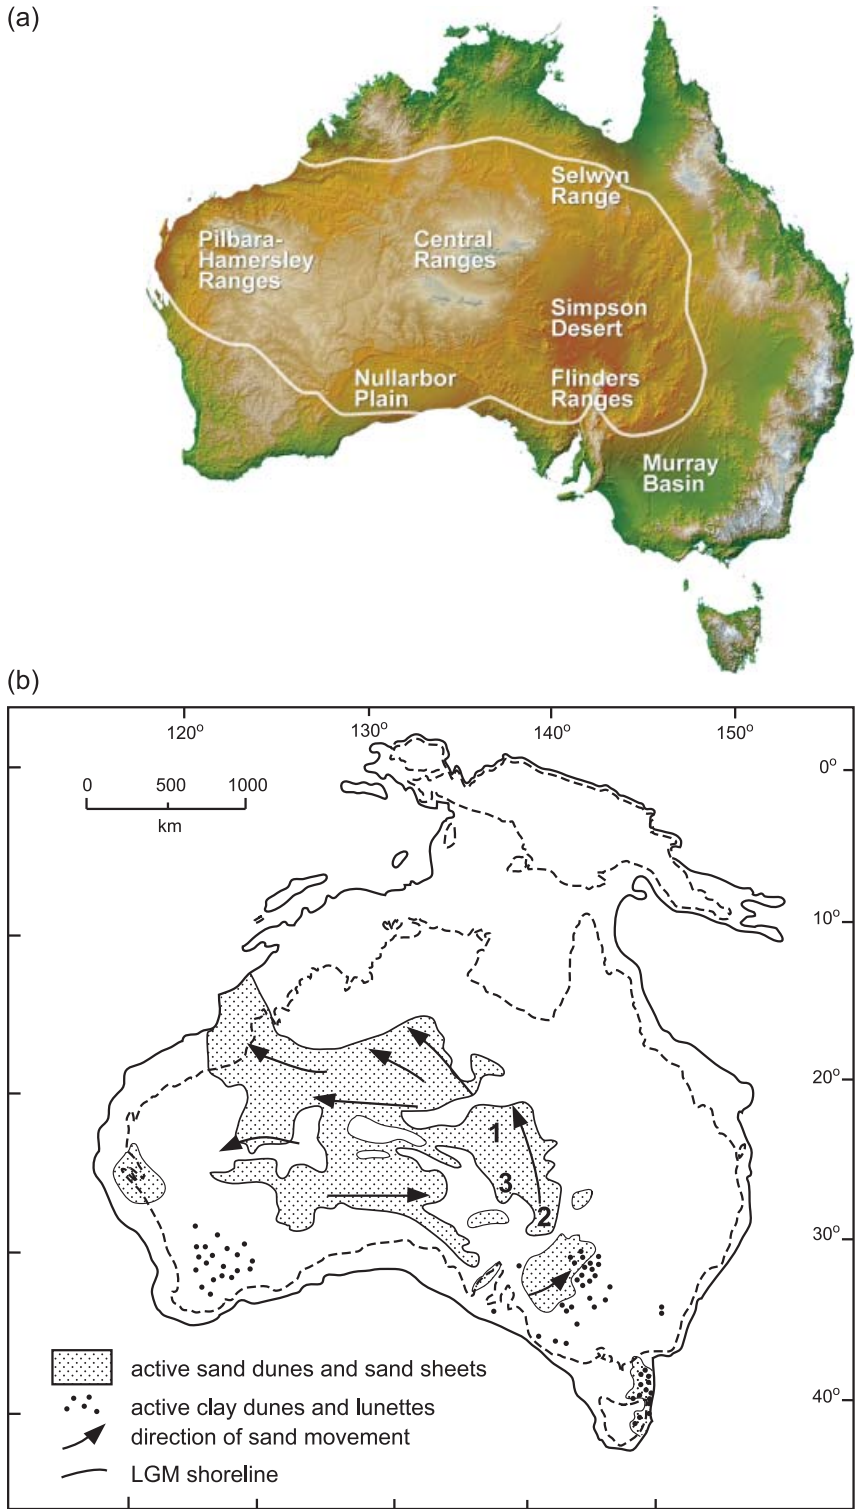 (a)
Selwyn
Range
Pilbara-
Hamersley
Ranges
Central
Ranges
Simpson
Desert
Nullarbor
Plain
Flinders
Ranges
Murray
Basin
(b)
120° 130° 140° 150°
0 500 1000
km
0°
10°
20°
1
3
2
30°
active sand dunes and sand sheets
active clay dunes and lunettes
40°
direction of sand movement
LGM shoreline